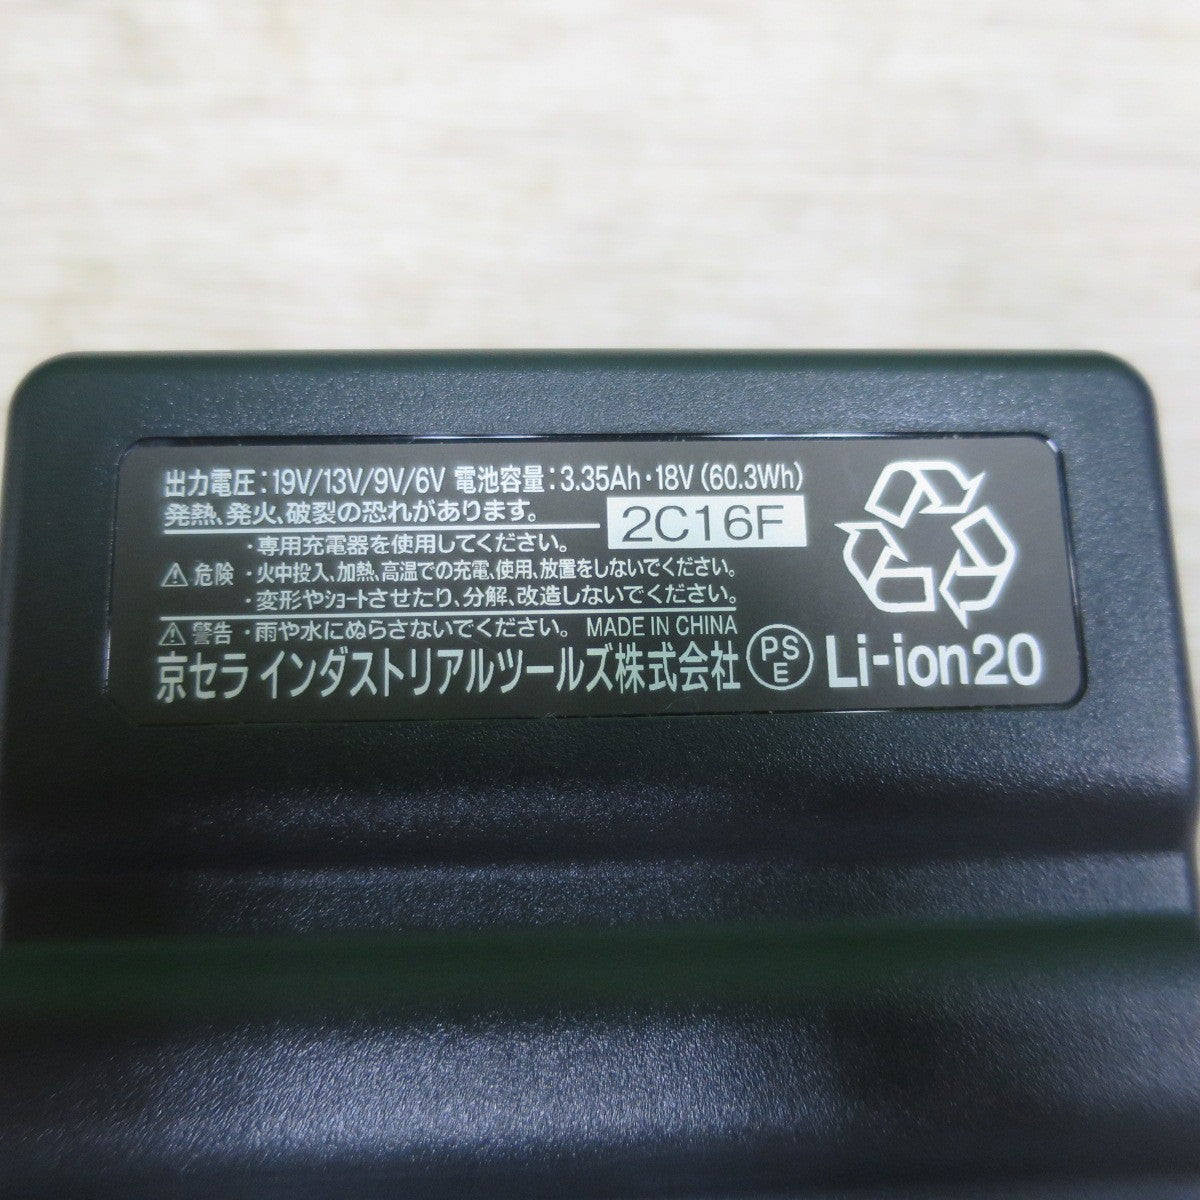 出力電圧：19V/13V/9V/6V 電池容量：3.35Ah・18V (60.3Wh)
発熱、発火、破裂の恐れがあります。
2C16F
・専用充電器を使用してください。
⚠ 危険 ・火中投入、加熱、高温での充電、使用、放置をしないでください。
・変形やショートさせたり、分解、改造しないでください。
⚠ 警告 ・雨や水にぬらさないでください。 MADE IN CHINA
京セラ インダストリアルツールズ株式会社
PS
E
Li-ion20